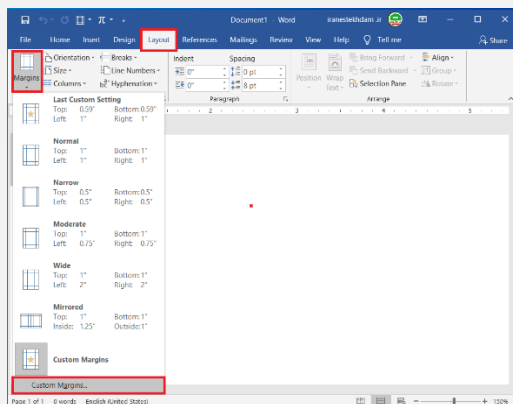 Document1 - Word iranestekhdam .ir
File Home Insert Design Layout References Mailings Review View Help Tell me Share
Margins
Orientation
Size
Columns
Breaks
Line Numbers
Hyphenation
Indent Spacing
0" 0 pt
0" 8 pt
Paragraph
Position
Wrap Text
Bring Forward
Send Backward
Selection Pane
Align
Group
Rotate
Arrange
2 3 4 5
Last Custom Setting
Top: 0.59" Bottom: 0.59"
Left: 1" Right: 1"
Normal
Top: 1" Bottom: 1"
Left: 1" Right: 1"
Narrow
Top: 0.5" Bottom: 0.5"
Left: 0.5" Right: 0.5"
Moderate
Top: 1" Bottom: 1"
Left: 0.75" Right: 0.75"
Wide
Top: 1" Bottom: 1"
Left: 2" Right: 2"
Mirrored
Top: 1" Bottom: 1"
Inside: 1.25" Outside: 1"
Custom Margins
Custom Margins...
Page 1 of 1 0 words English (United States) 150%